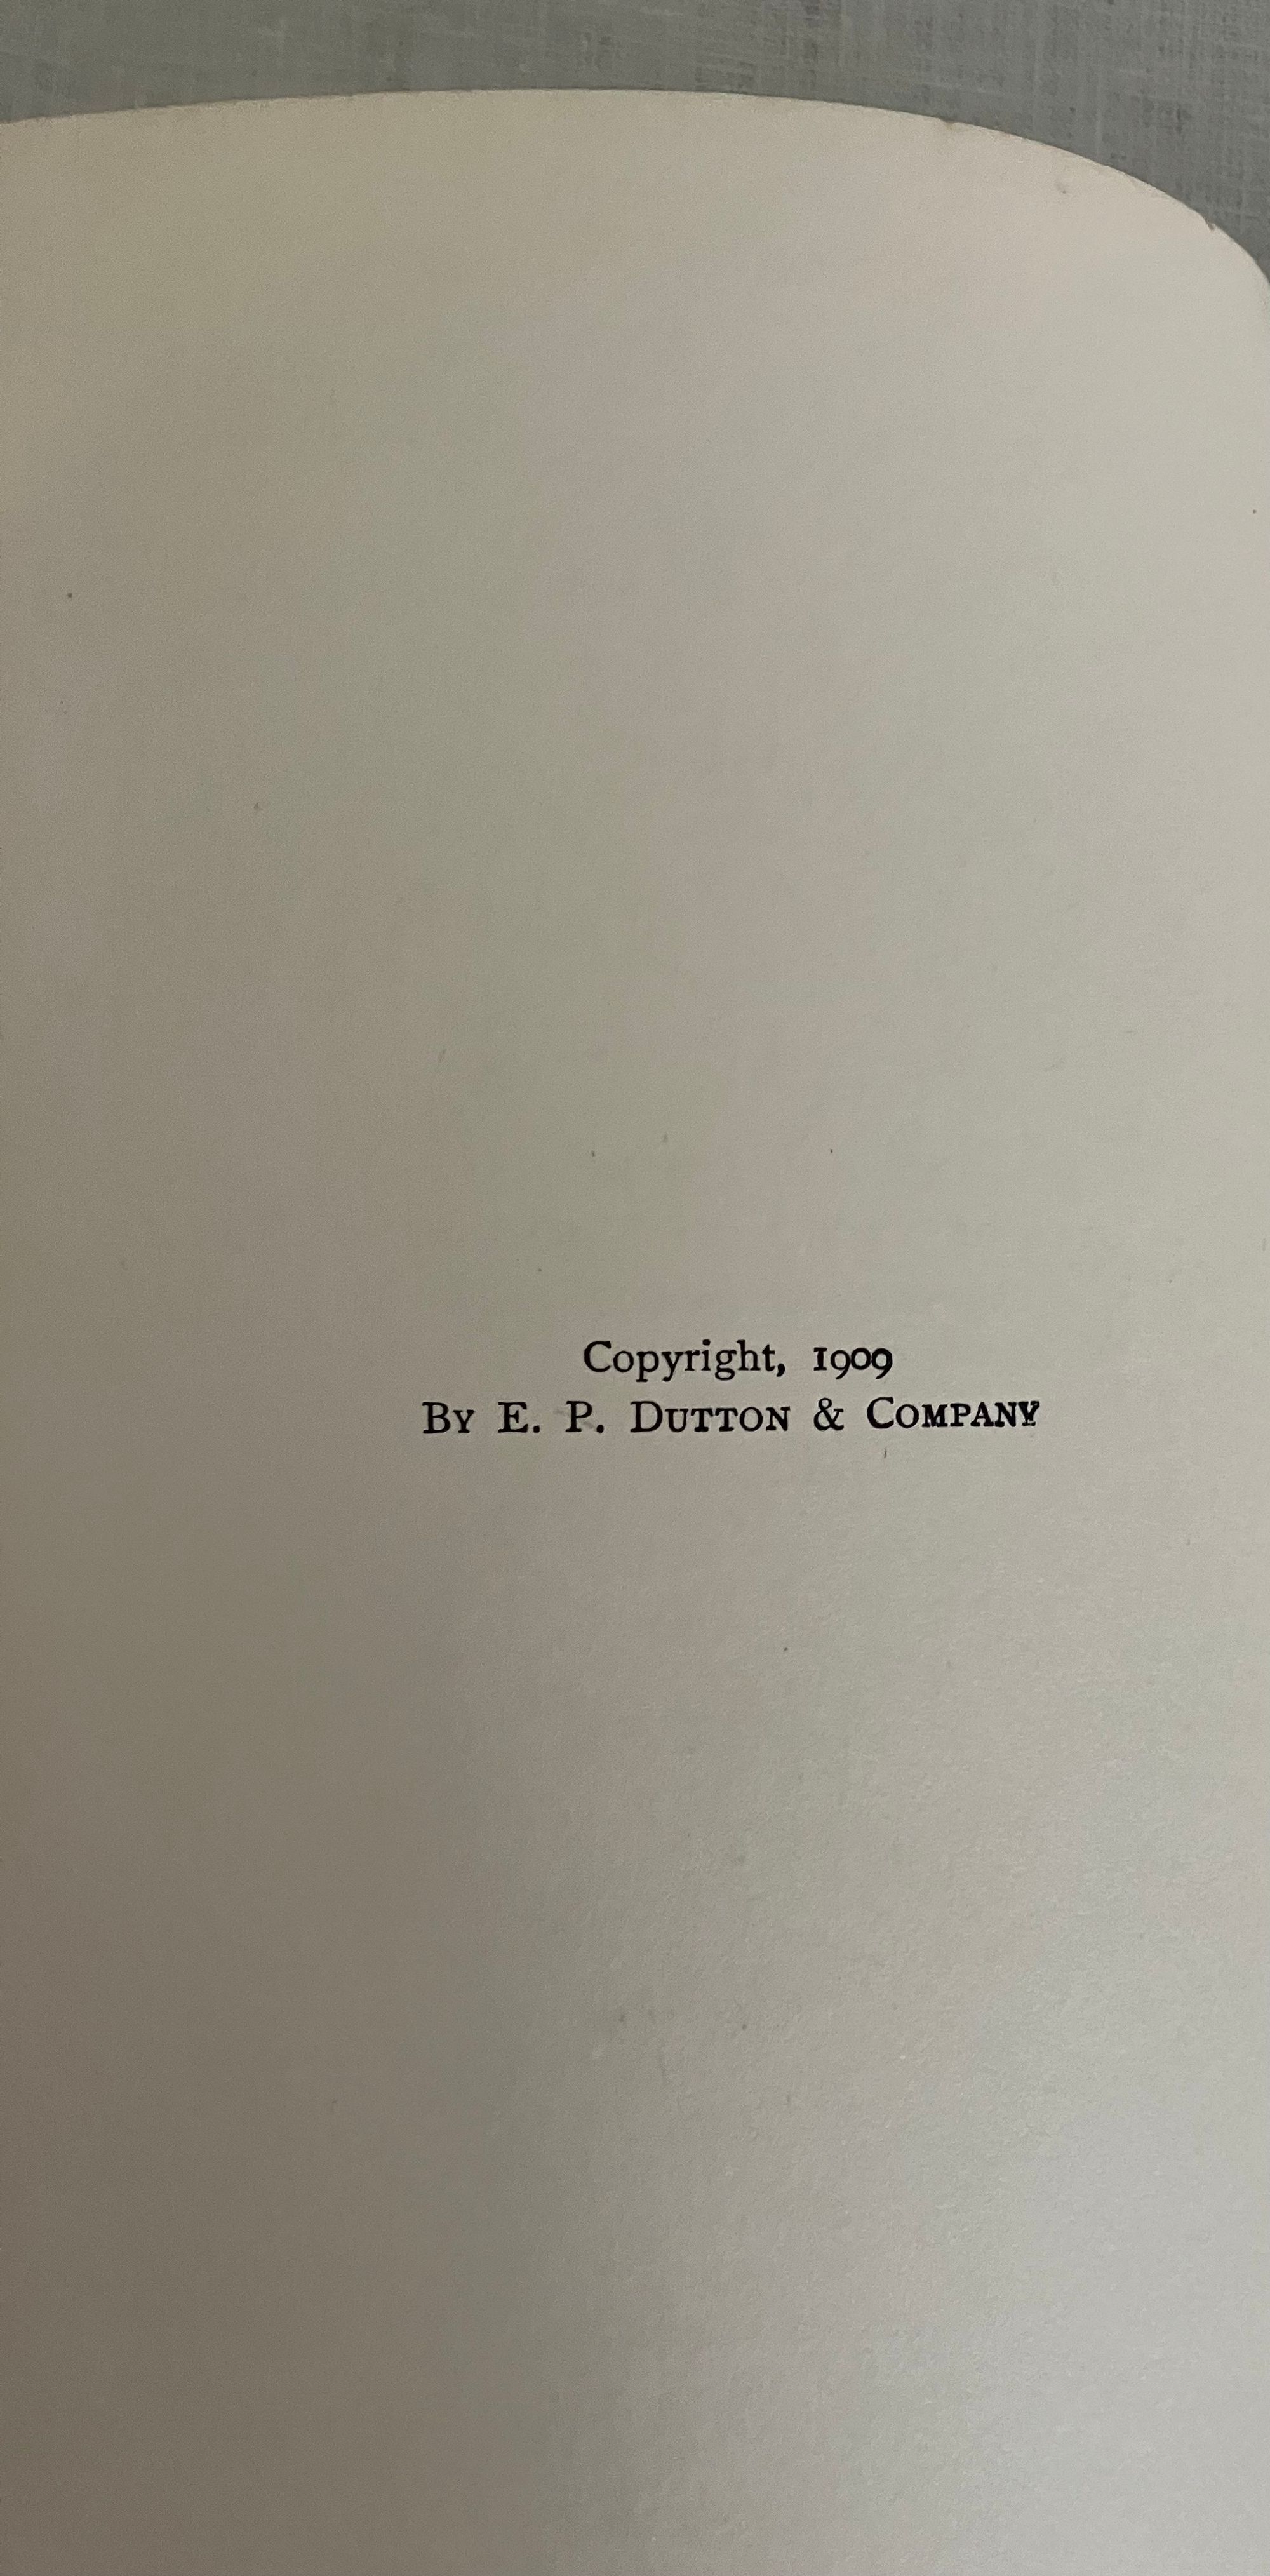 Copyright, 1909
By E. P. Dutton & Company